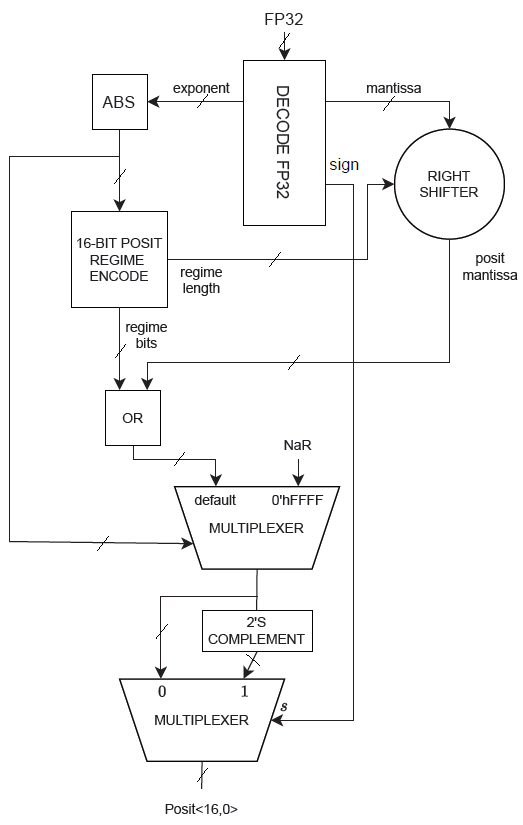 FP32
exponent
mantissa
ABS
DECODE FP32
sign
RIGHT
SHIFTER
16-BIT POSIT
REGIME
ENCODE
regime
length
posit
mantissa
regime
bits
OR
NaR
default
0'hFFFF
MULTIPLEXER
2'S
COMPLEMENT
0
1
s
MULTIPLEXER
Posit<16,0>